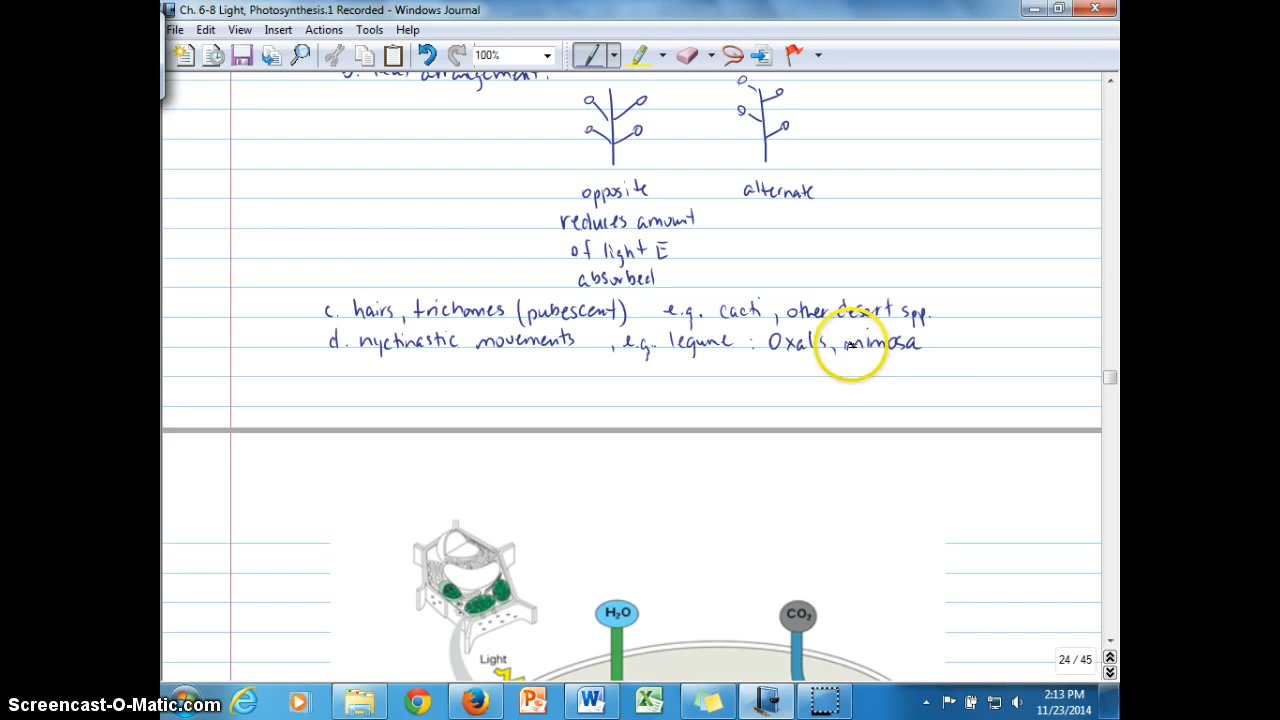 Ch. 6-8 Light, Photosynthesis.1 Recorded - Windows Journal
File Edit View Insert Actions Tools Help
100%
arrangement.
opposite alternate
reduces amount
of light E
absorbed
c. hairs, trichomes (pubescent) e.g. cacti, other desert spp.
d. nyctinastic movements, e.g. legume : Oxals, mimosa
H₂O CO₂
Light
24 / 45
2:13 PM
11/23/2014
Screencast-O-Matic.com